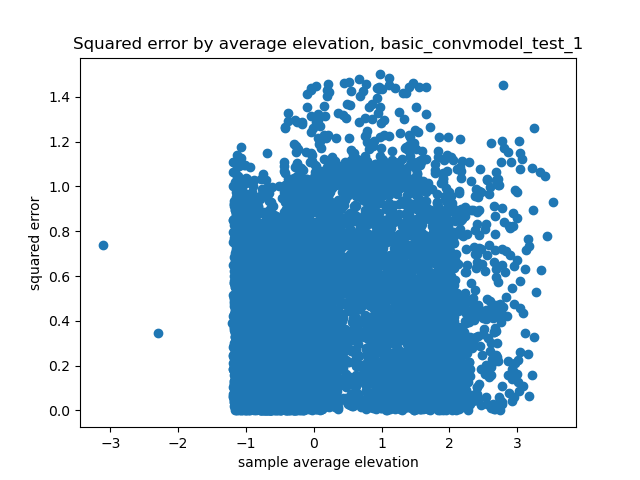 Squared error by average elevation, basic_convmodel_test_1
squared error
1.4
1.2
1.0
0.8
0.6
0.4
0.2
0.0
−3 −2 −1 0 1 2 3
sample average elevation